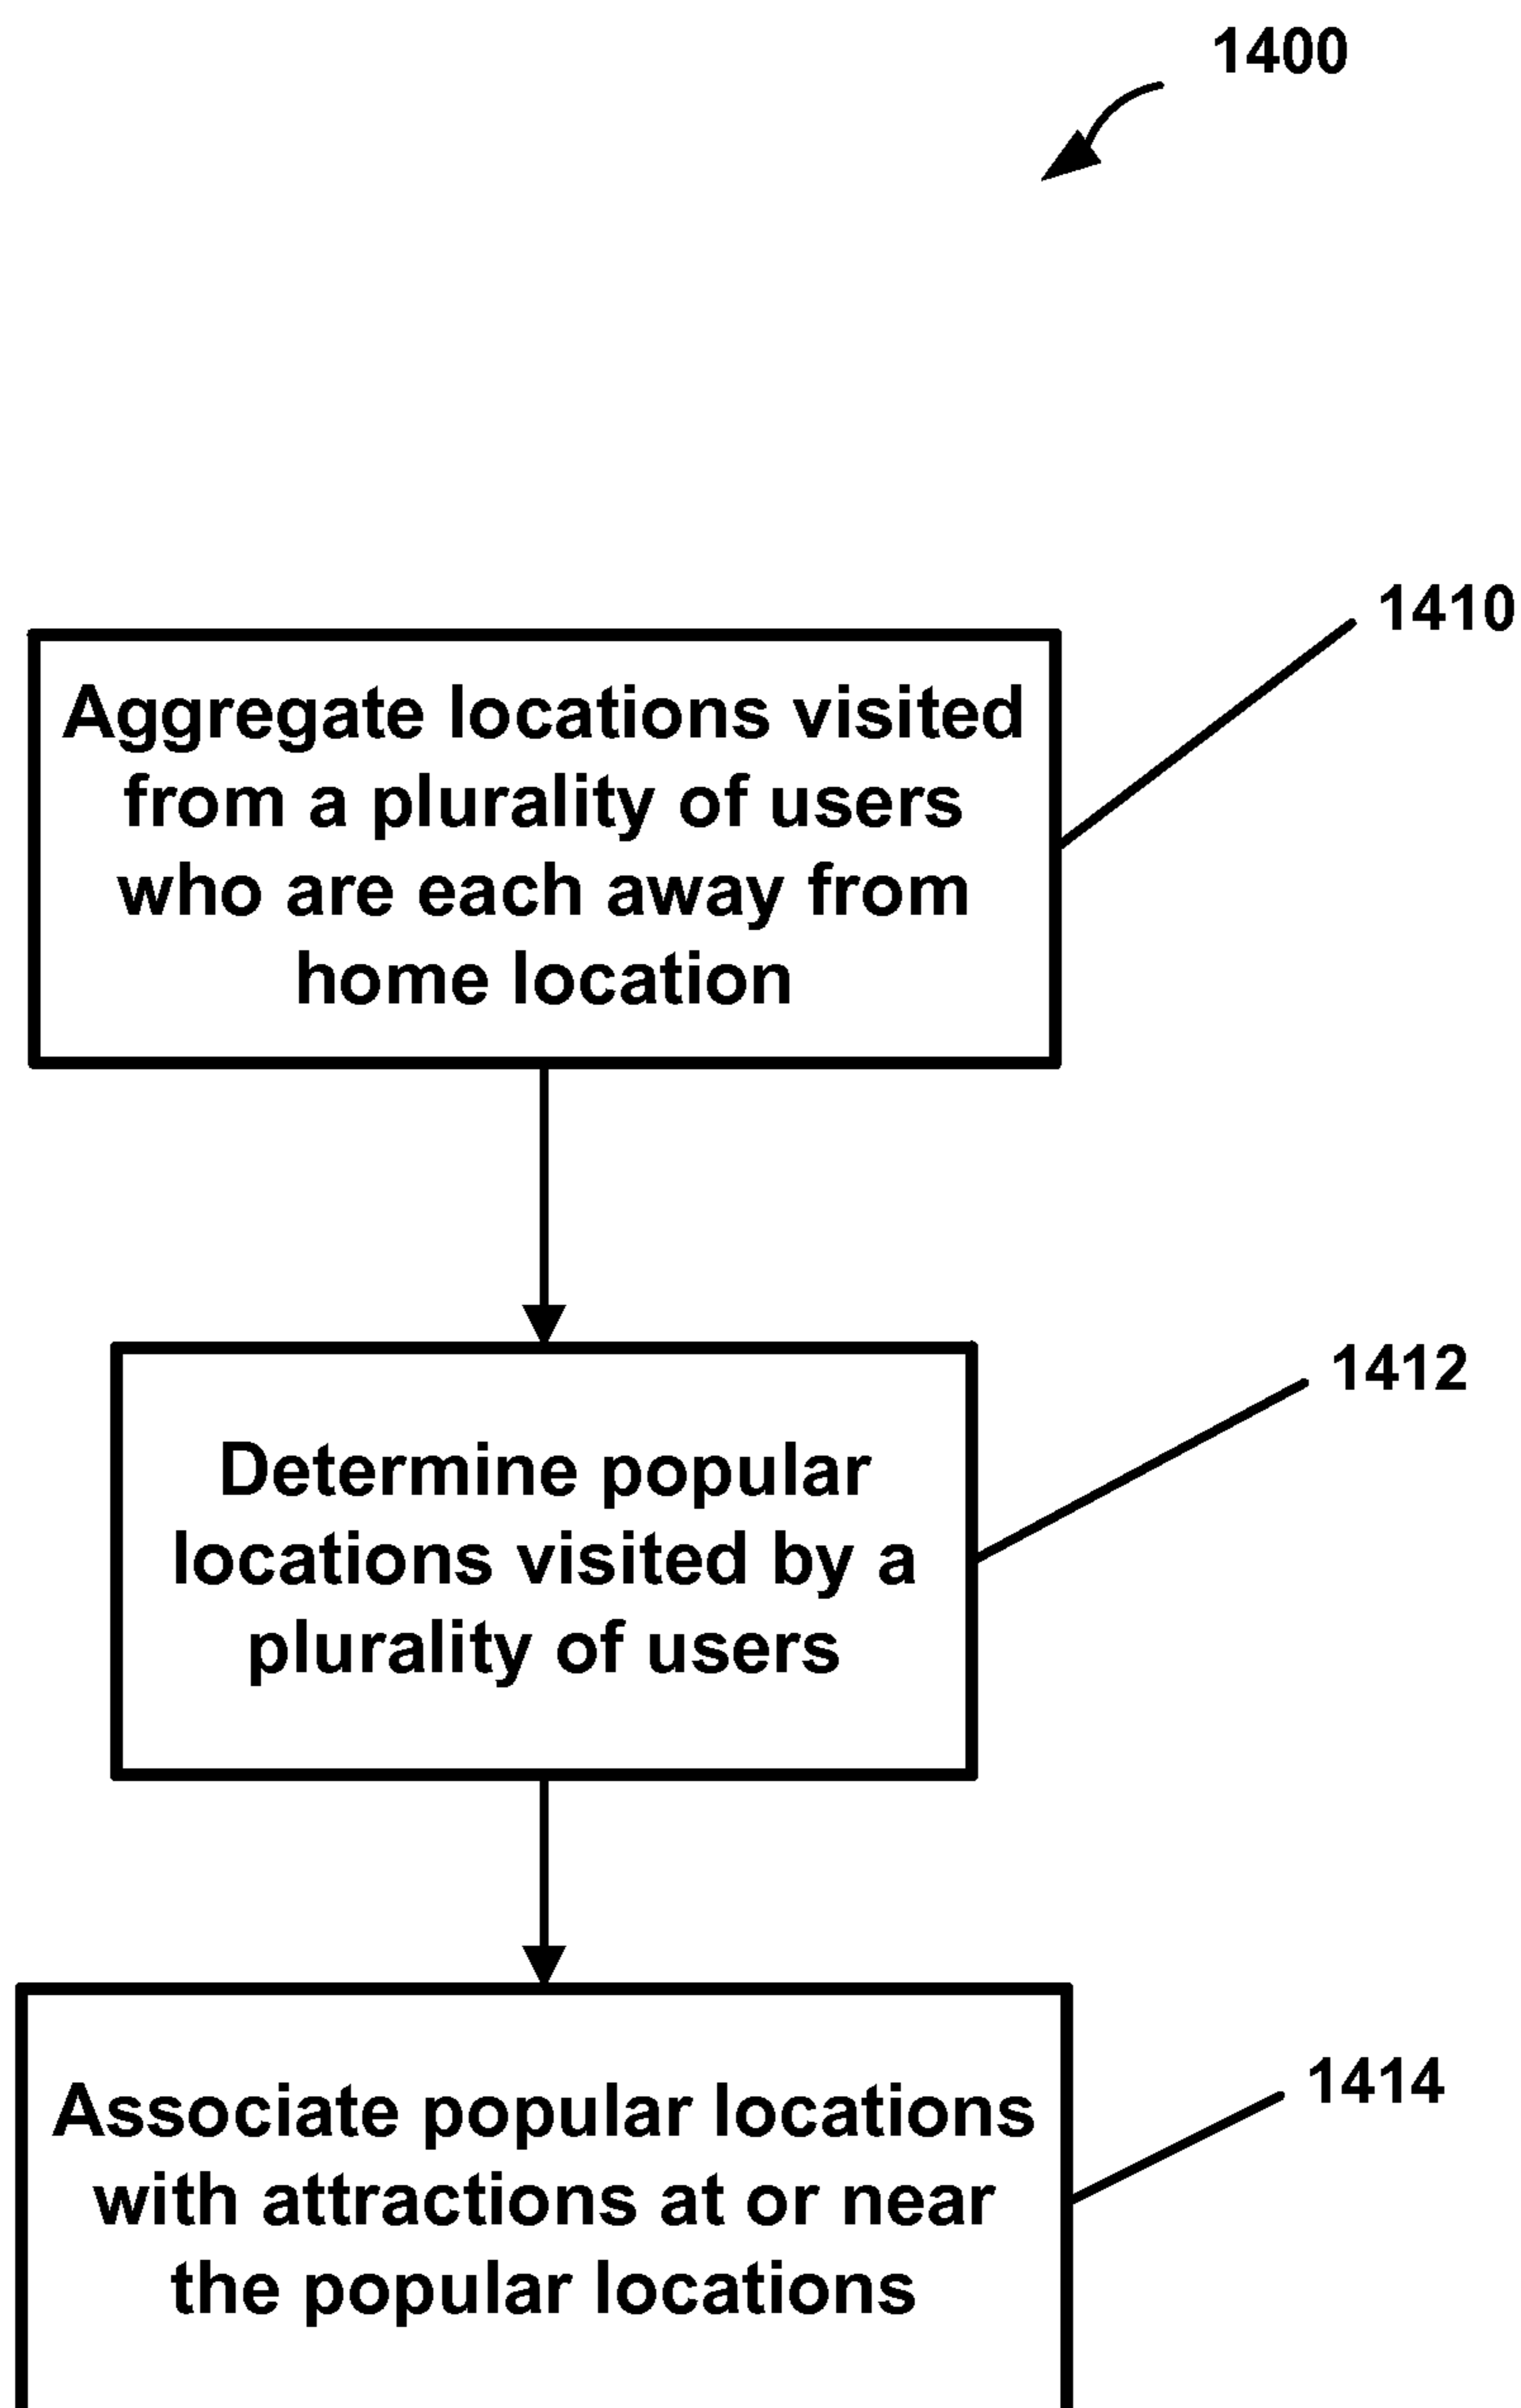 1400
1410
Aggregate locations visited
from a plurality of users
who are each away from
home location
1412
Determine popular
locations visited by a
plurality of users
1414
Associate popular locations
with attractions at or near
the popular locations